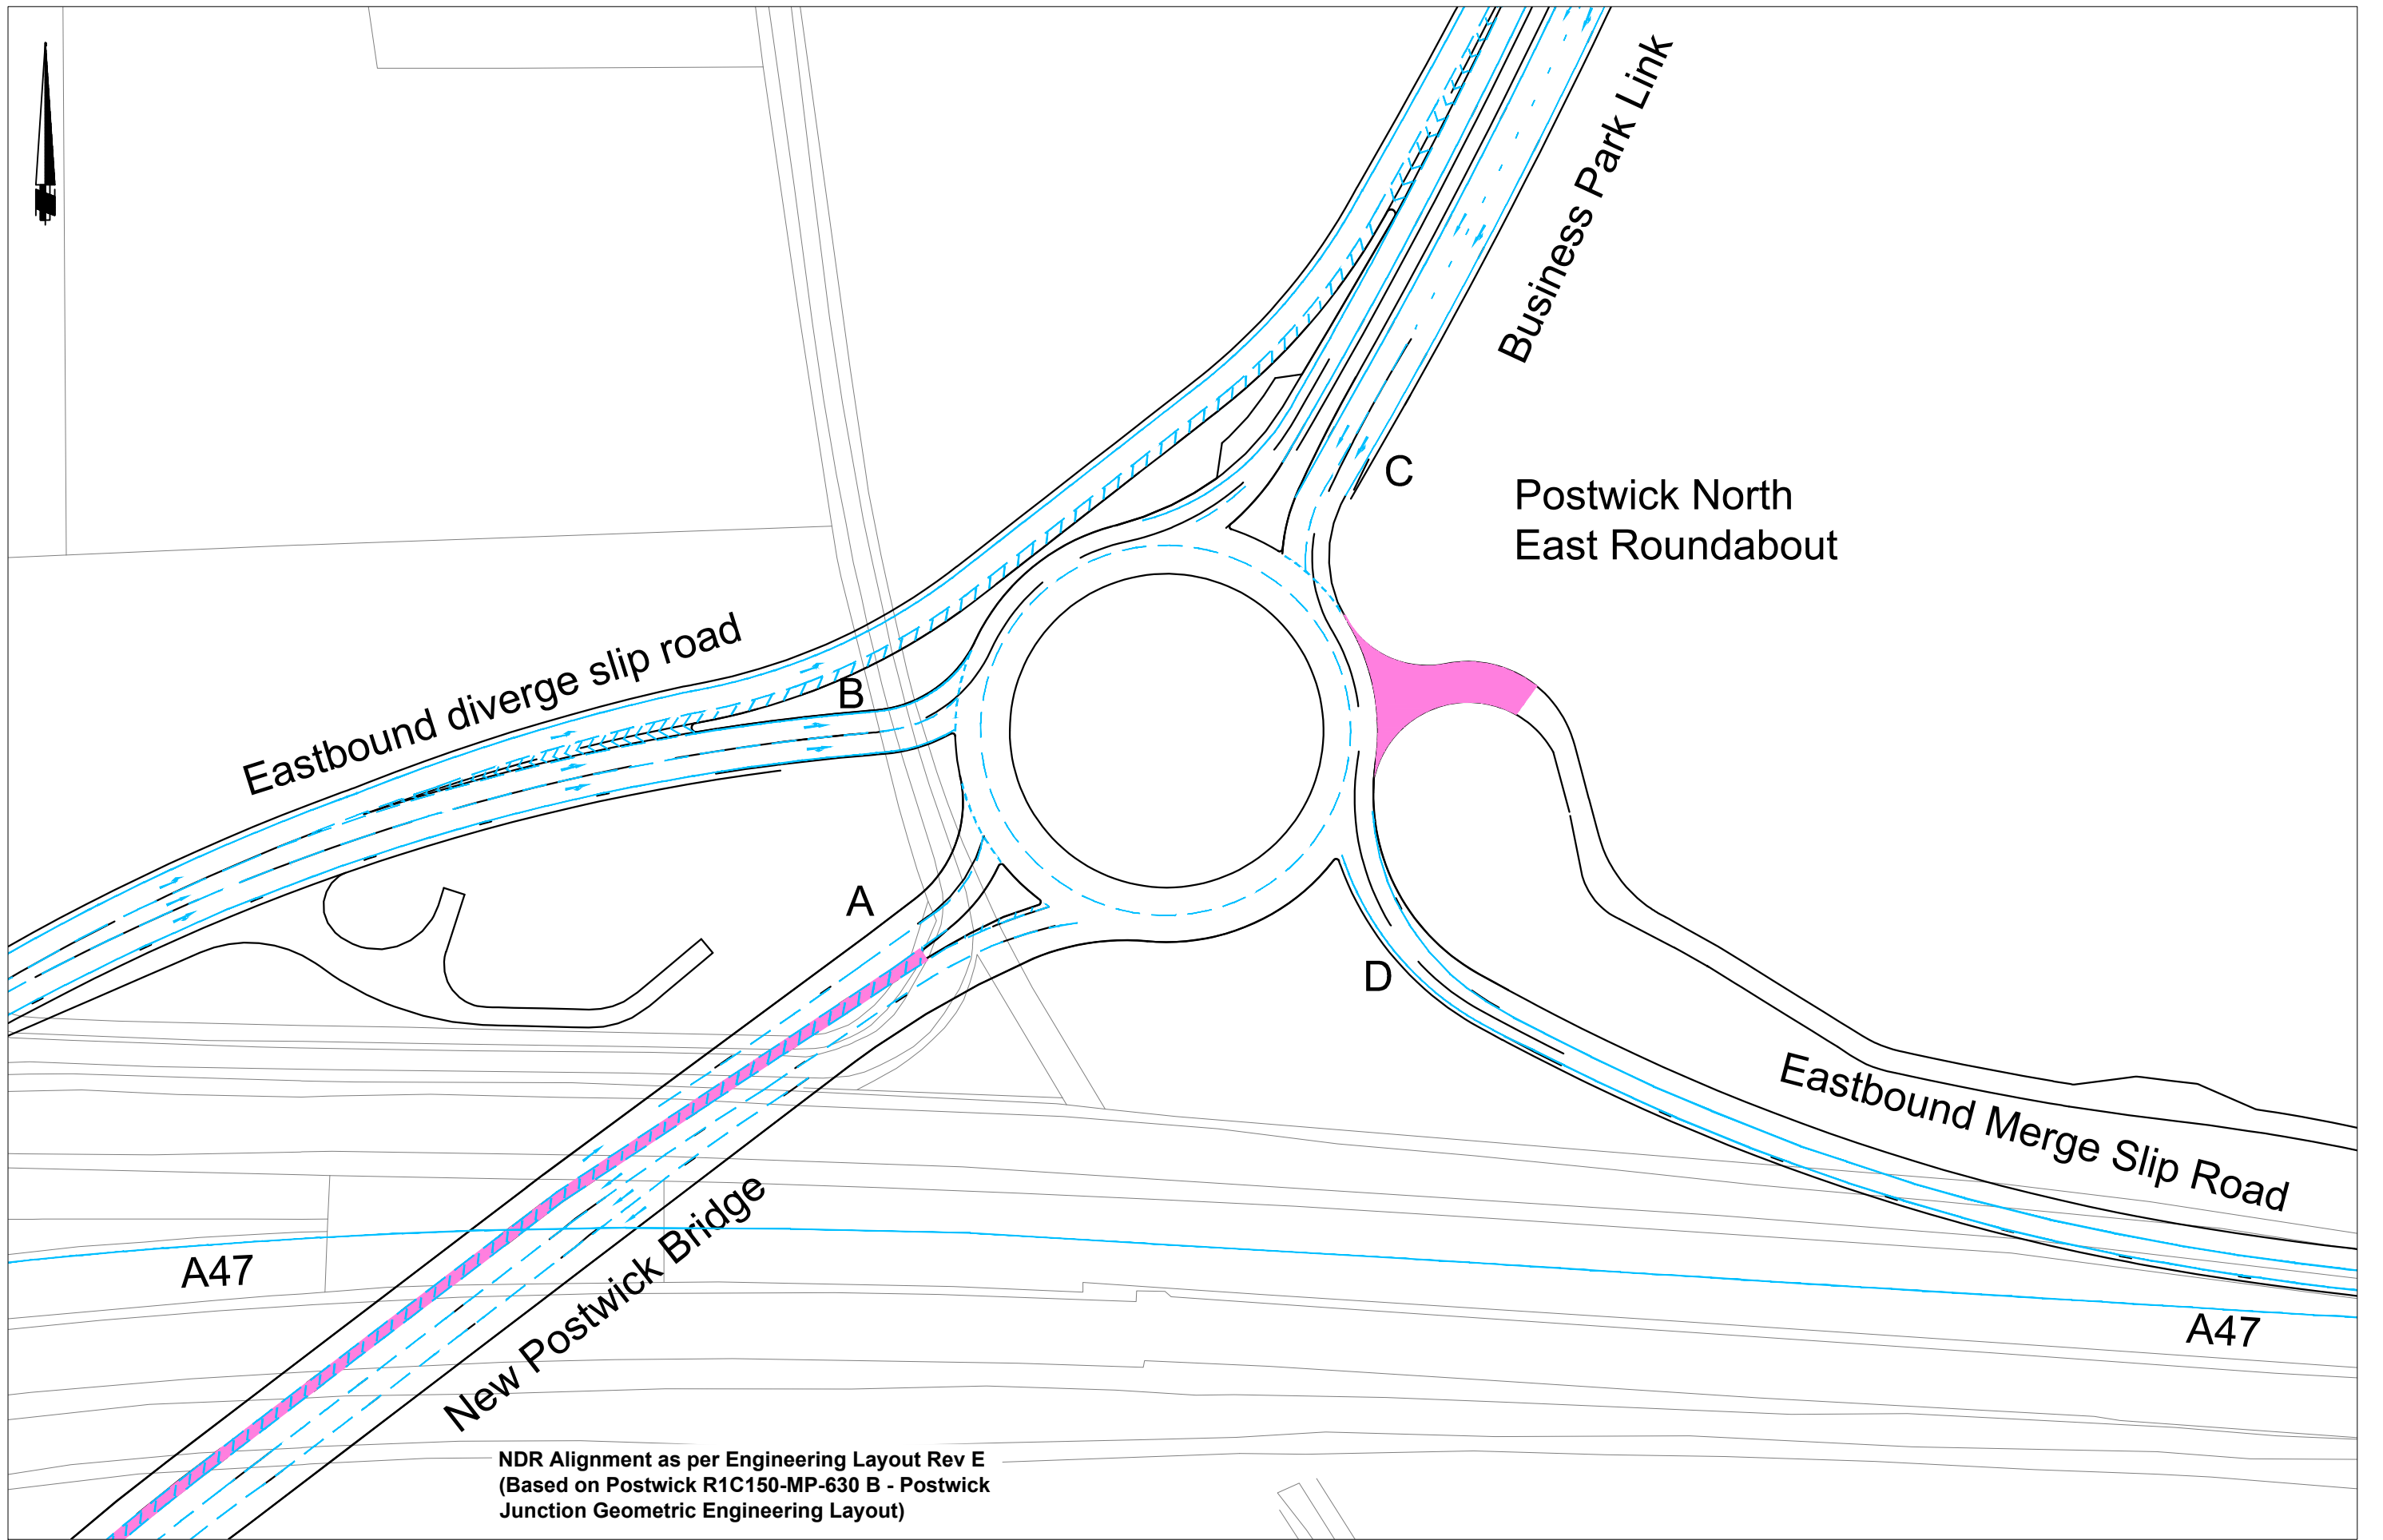 Business Park Link
C
Postwick North
East Roundabout
Eastbound diverge slip road
B
A
D
Eastbound Merge Slip Road
New Postwick Bridge
A47
A47
NDR Alignment as per Engineering Layout Rev E
(Based on Postwick R1C150-MP-630 B - Postwick
Junction Geometric Engineering Layout)